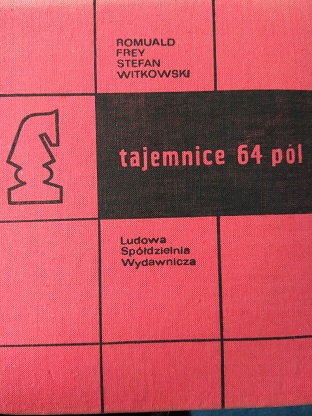 ROMUALD
FREY
STEFAN
WITKOWSKI
tajemnice 64 pól
Ludowa
Spółdzielnia
Wydawnicza